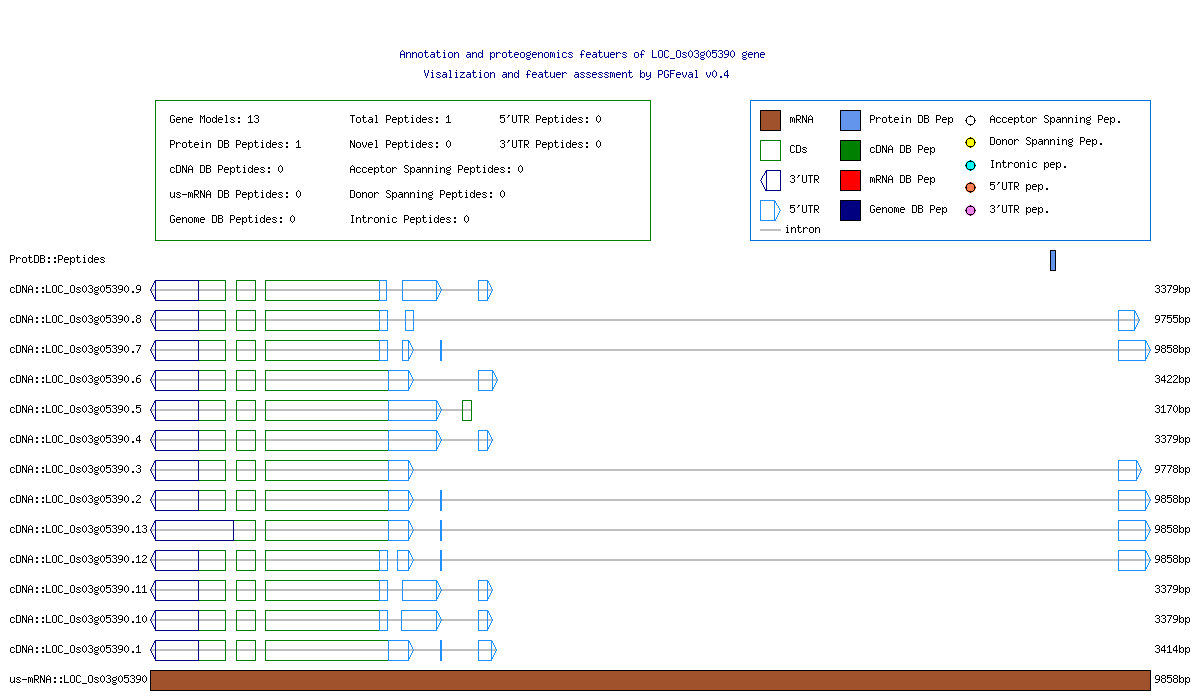 Annotation and proteogenomics featuers of LOC_Os03g05390 gene
Visalization and featuer assessment by PGFeval v0.4
Gene Models: 13 Total Peptides: 1 5'UTR Peptides: 0
Protein DB Peptides: 1 Novel Peptides: 0 3'UTR Peptides: 0
cDNA DB Peptides: 0 Acceptor Spanning Peptides: 0
us-mRNA DB Peptides: 0 Donor Spanning Peptides: 0
Genome DB Peptides: 0 Intronic Peptides: 0
mRNA Protein DB Pep Acceptor Spanning Pep.
CDs cDNA DB Pep Donor Spanning Pep.
3'UTR mRNA DB Pep Intronic pep.
5'UTR Genome DB Pep 5'UTR pep.
intron 3'UTR pep.
ProtDB::Peptides
cDNA::LOC_Os03g05390.9 3379bp
cDNA::LOC_Os03g05390.8 9755bp
cDNA::LOC_Os03g05390.7 9858bp
cDNA::LOC_Os03g05390.6 3422bp
cDNA::LOC_Os03g05390.5 3170bp
cDNA::LOC_Os03g05390.4 3379bp
cDNA::LOC_Os03g05390.3 9778bp
cDNA::LOC_Os03g05390.2 9858bp
cDNA::LOC_Os03g05390.13 9858bp
cDNA::LOC_Os03g05390.12 9858bp
cDNA::LOC_Os03g05390.11 3379bp
cDNA::LOC_Os03g05390.10 3379bp
cDNA::LOC_Os03g05390.1 3414bp
us-mRNA::LOC_Os03g05390 9858bp